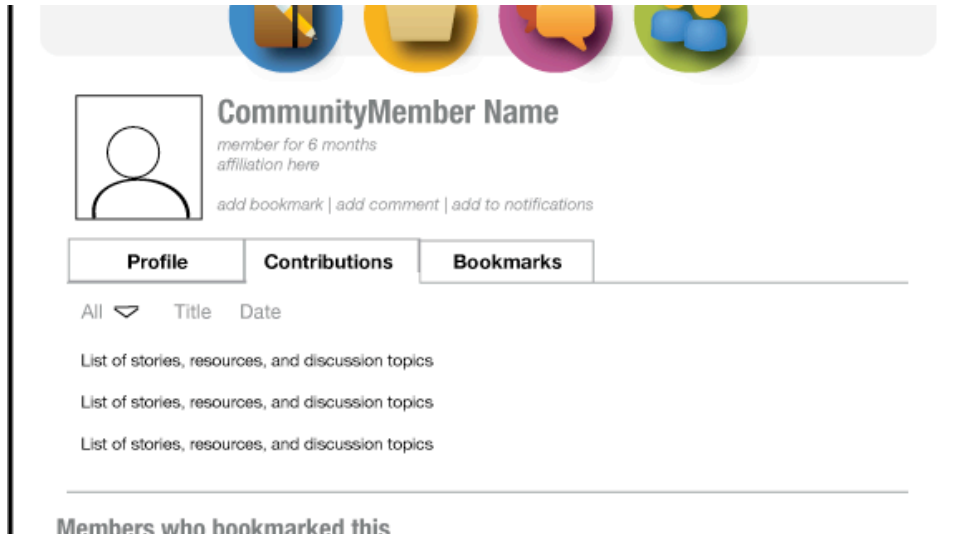 CommunityMember Name
member for 6 months
affiliation here
add bookmark | add comment | add to notifications
Profile Contributions Bookmarks
All Title Date
List of stories, resources, and discussion topics
List of stories, resources, and discussion topics
List of stories, resources, and discussion topics
Members who bookmarked this